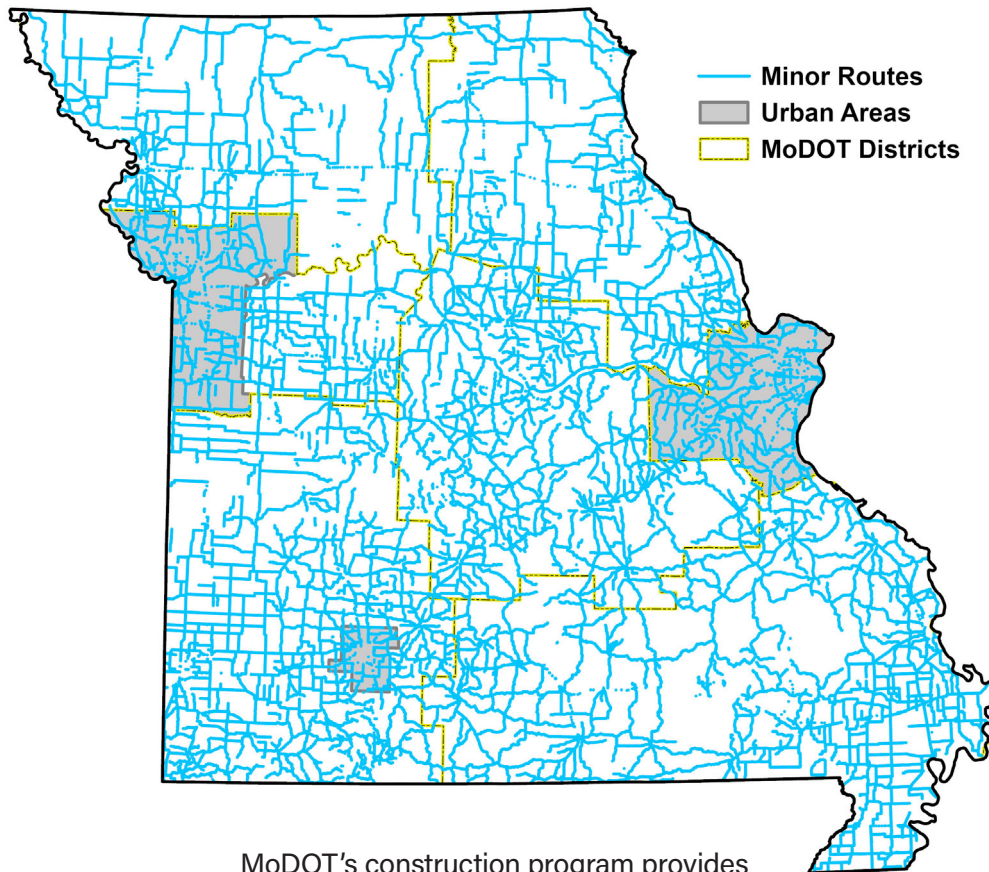 Minor Routes
Urban Areas
MoDOT Districts
MoDOT's construction program provides